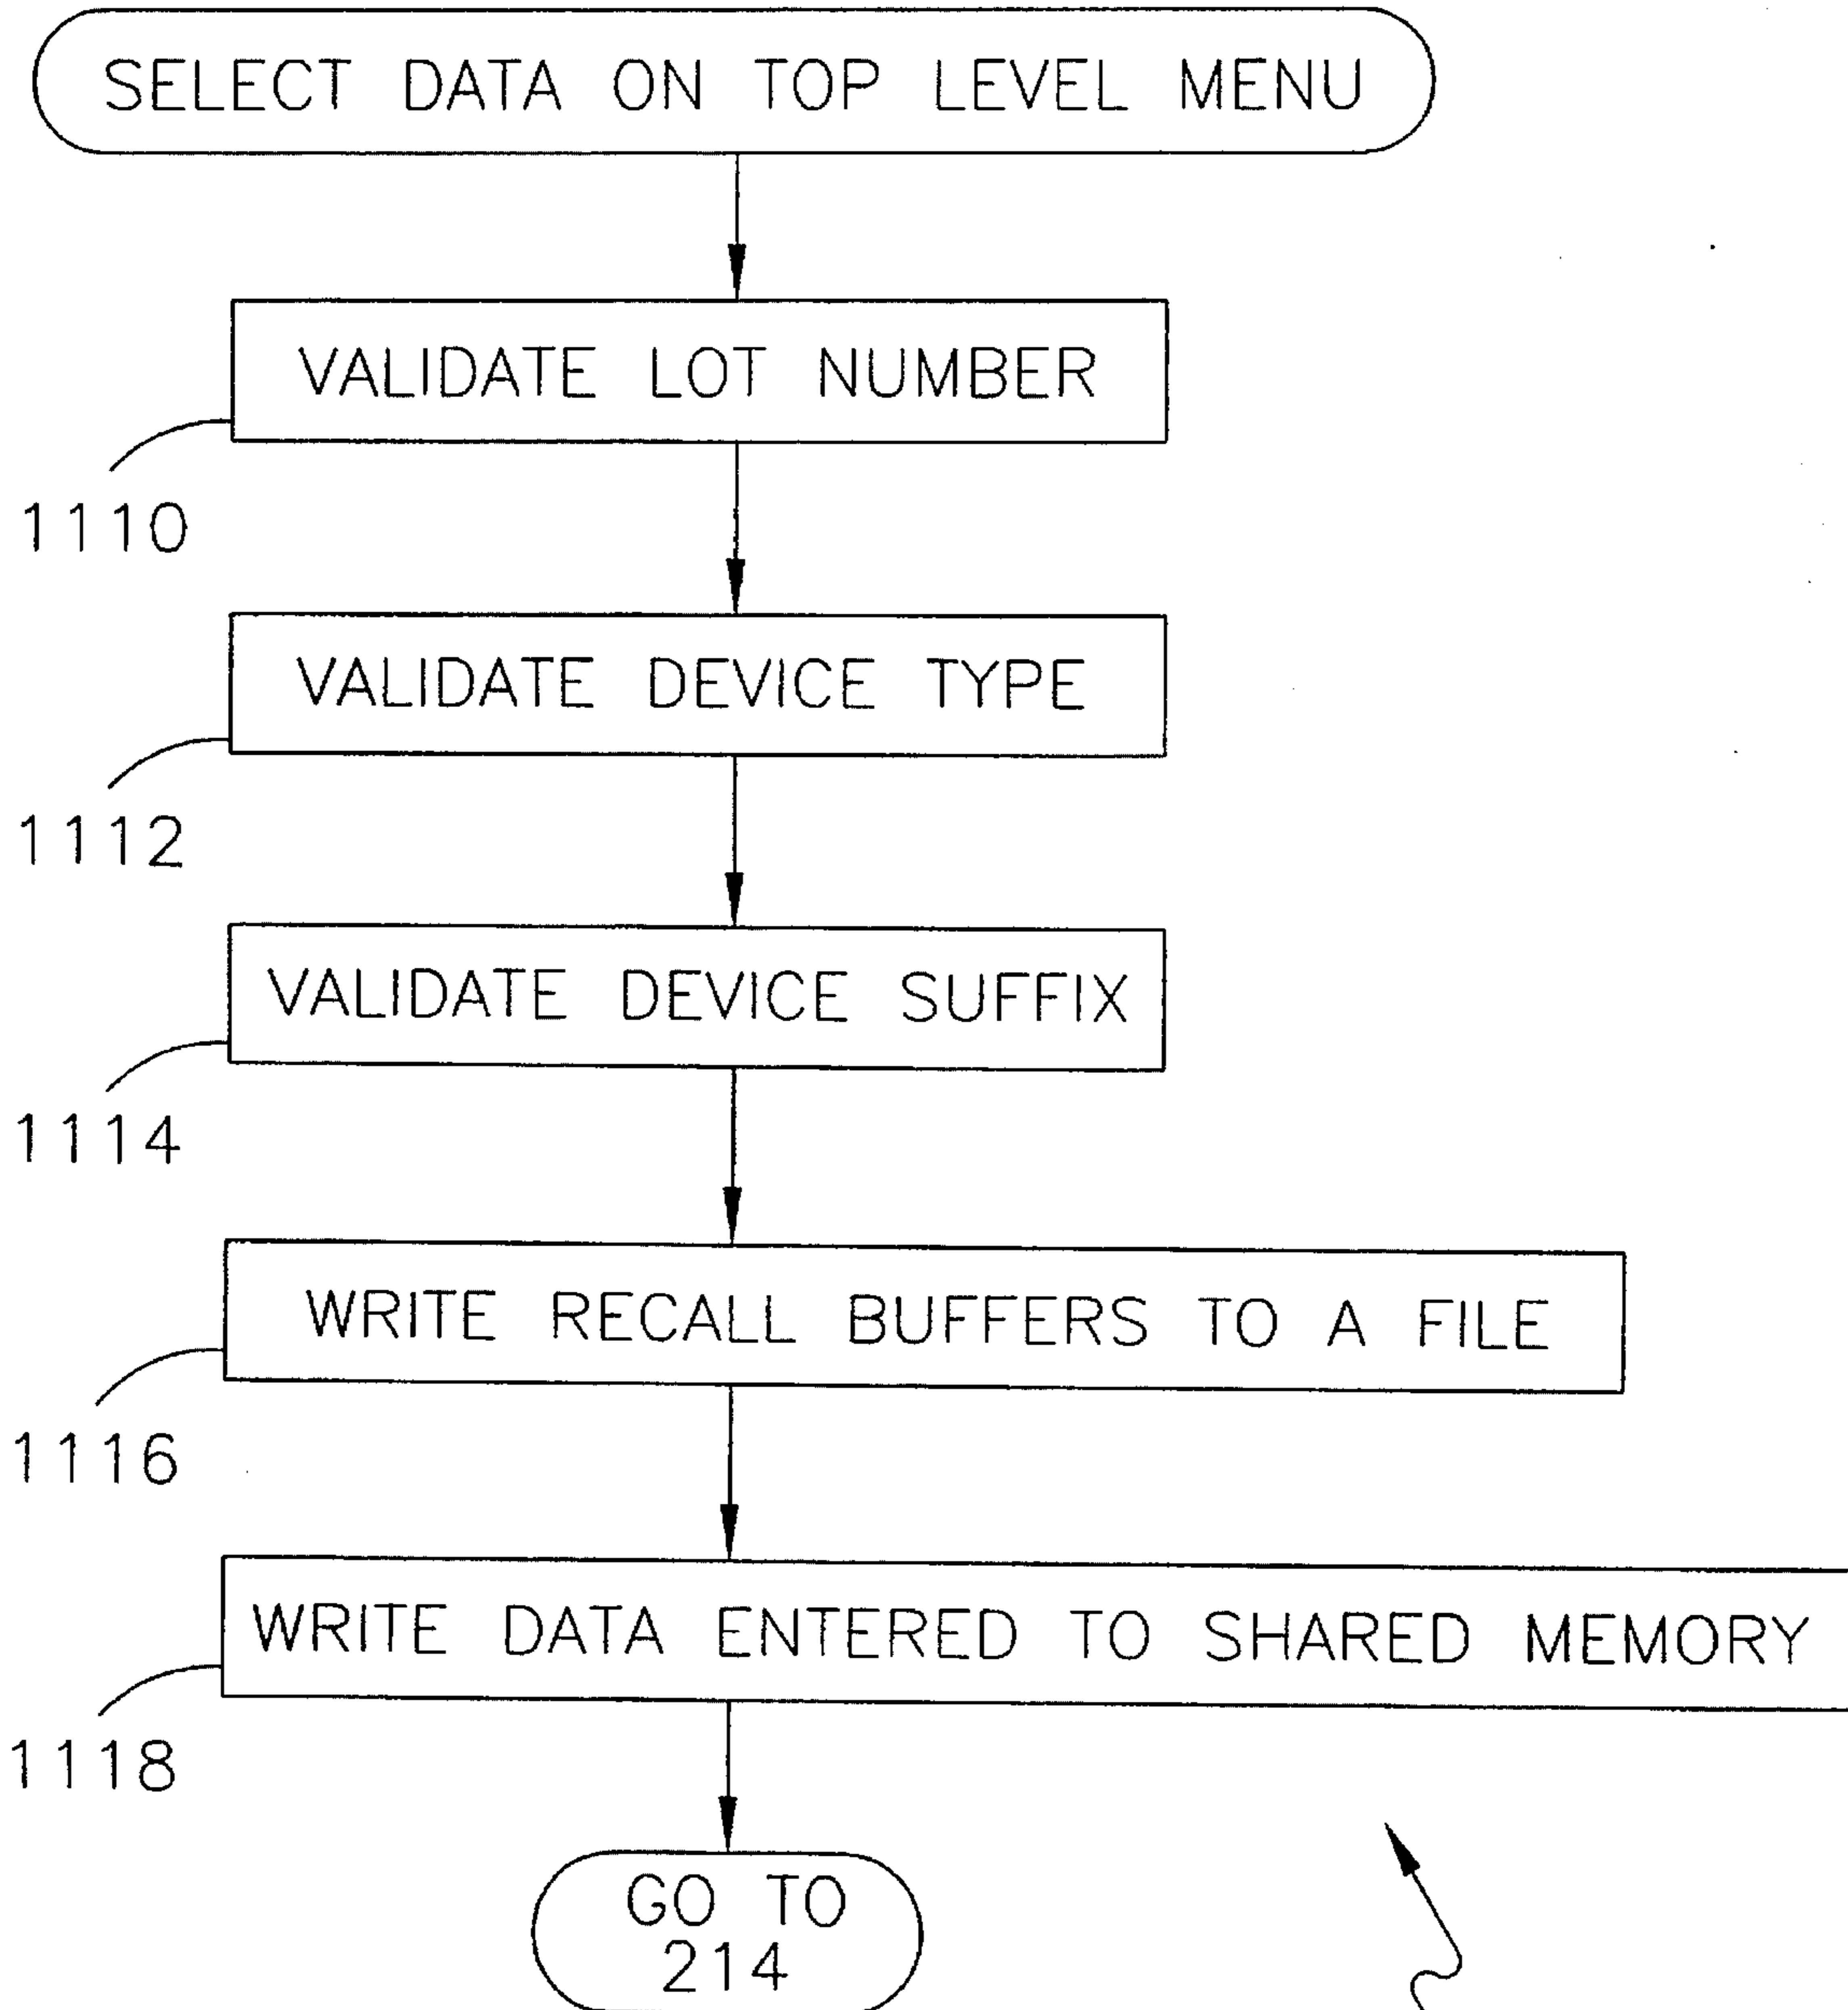 SELECT DATA ON TOP LEVEL MENU
VALIDATE LOT NUMBER
1110
VALIDATE DEVICE TYPE
1112
VALIDATE DEVICE SUFFIX
1114
WRITE RECALL BUFFERS TO A FILE
1116
WRITE DATA ENTERED TO SHARED MEMORY
1118
GO TO
214